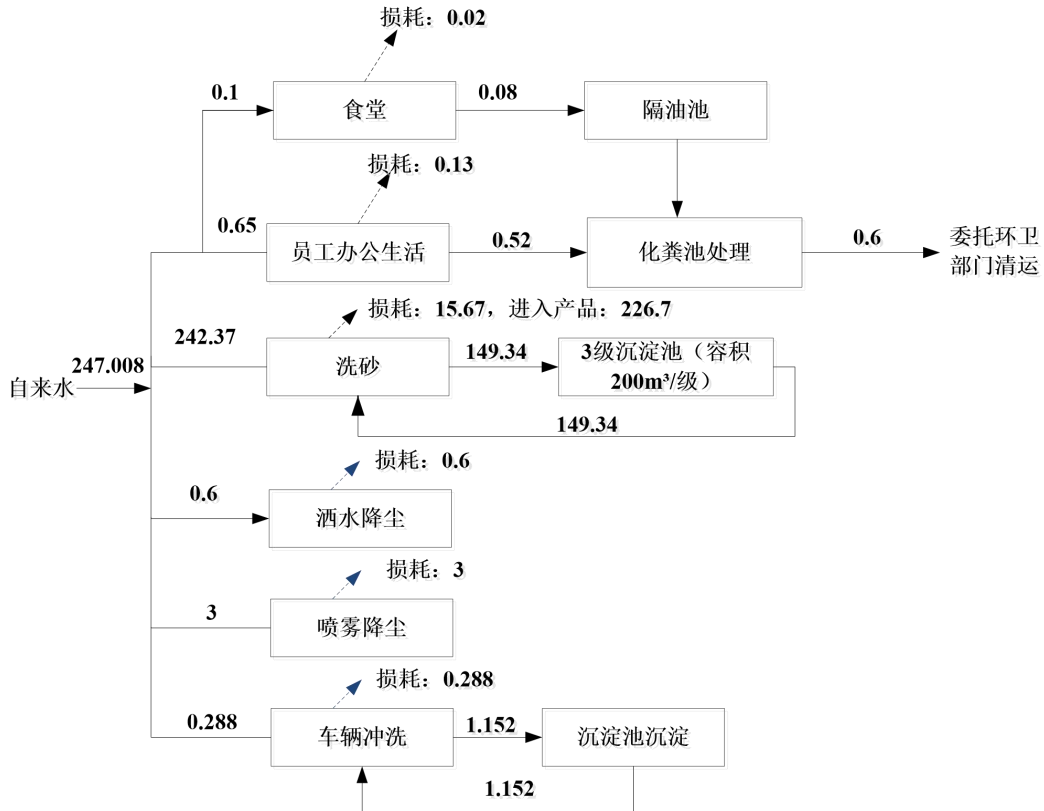 损耗：0.02
0.1
食堂
0.08
隔油池
损耗：0.13
0.65
员工办公生活
0.52
化粪池处理
0.6
委托环卫
部门清运
损耗：15.67，进入产品：226.7
242.37
洗砂
149.34
3级沉淀池（容积
200m³/级）
149.34
247.008
自来水
损耗：0.6
0.6
洒水降尘
损耗：3
3
喷雾降尘
损耗：0.288
0.288
车辆冲洗
1.152
沉淀池沉淀
1.152